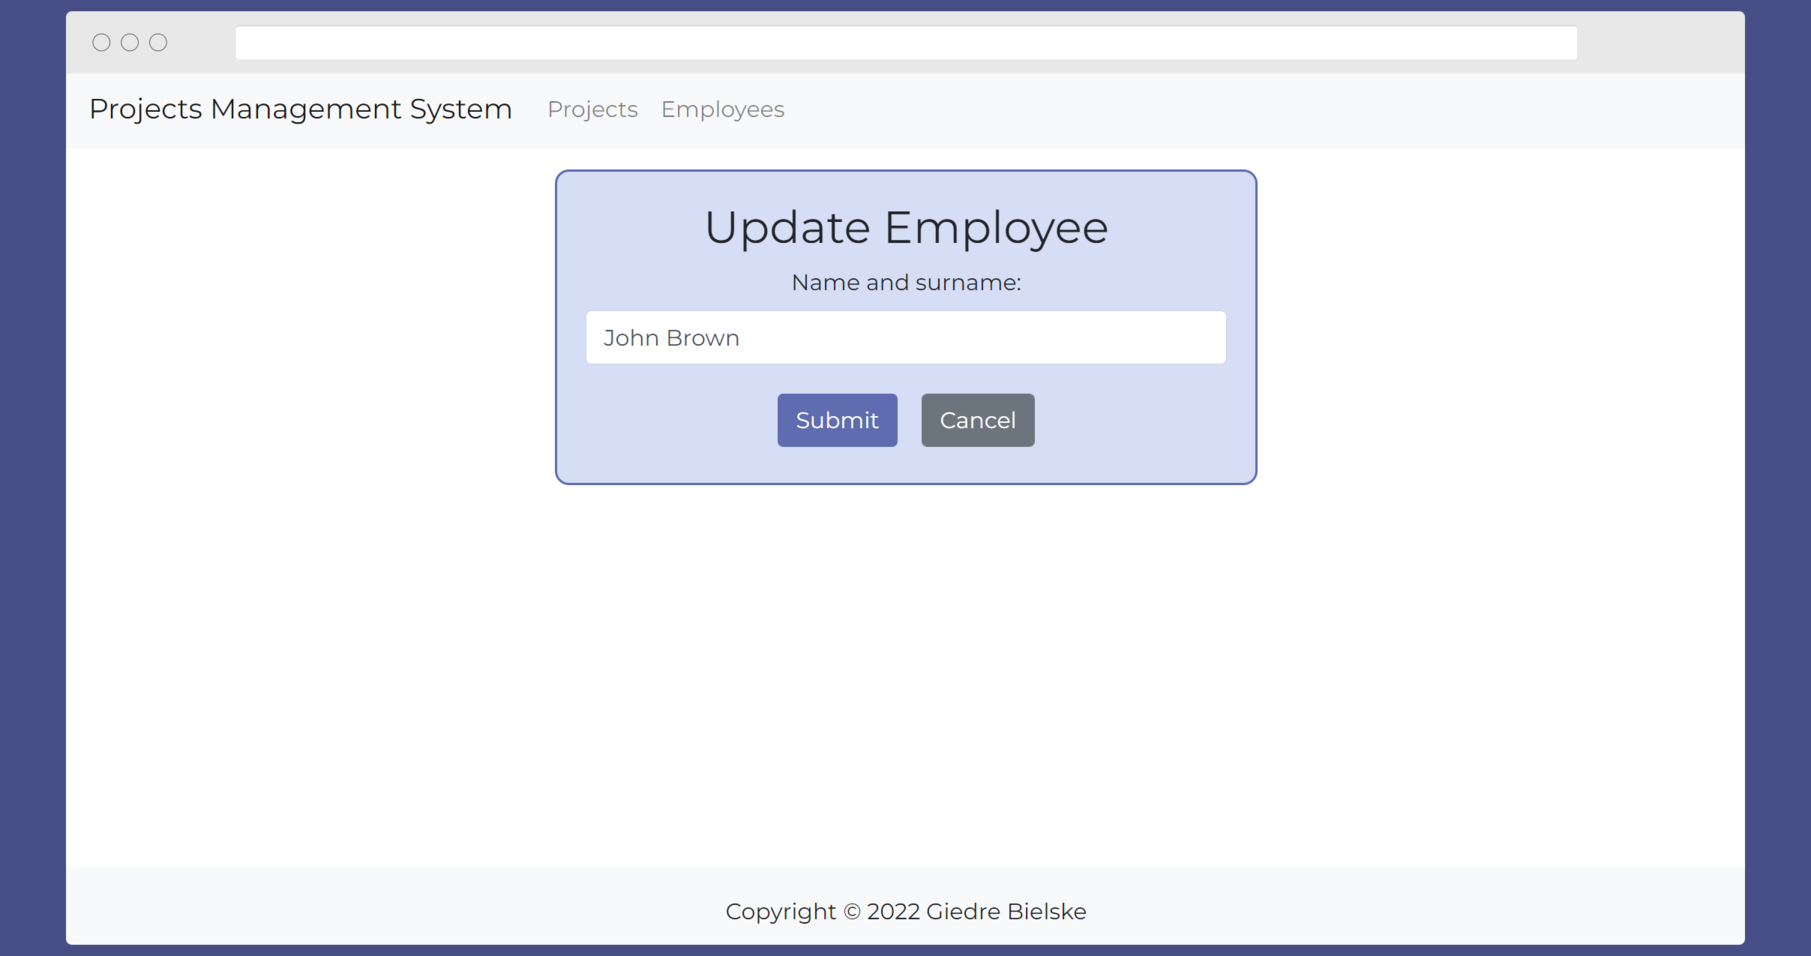 Projects Management System Projects Employees
Update Employee
Name and surname:
John Brown
Submit Cancel
Copyright © 2022 Giedre Bielske